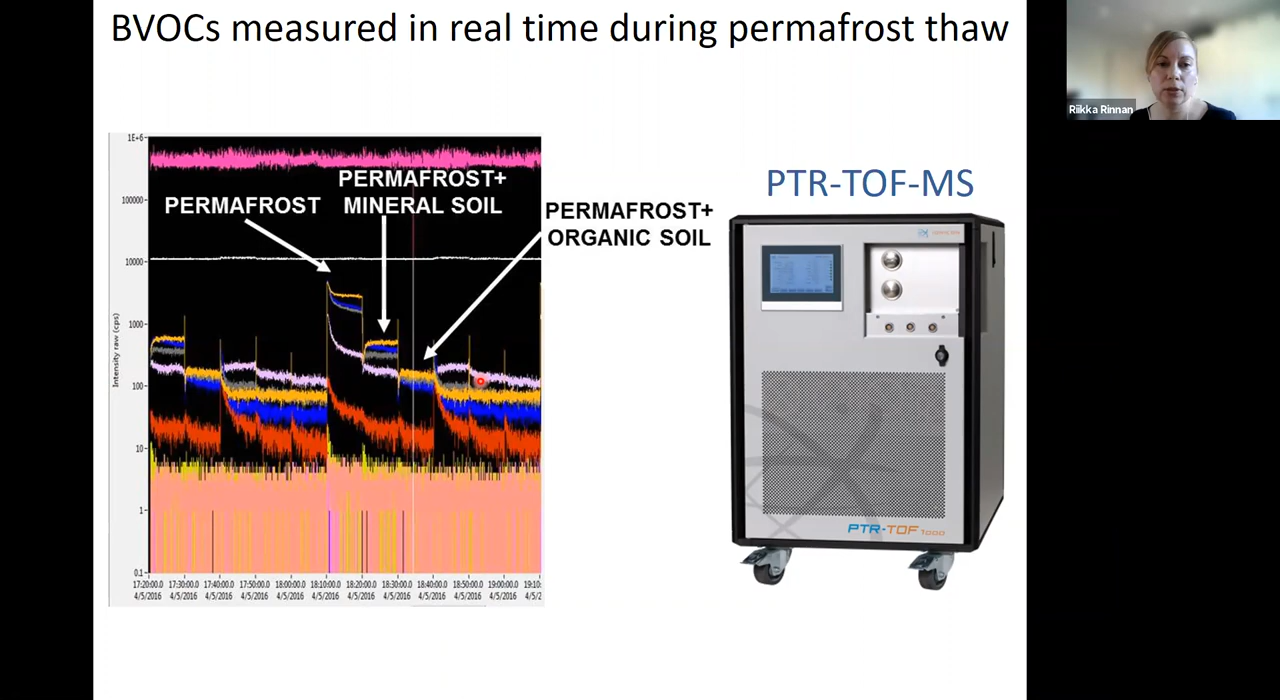 BVOCs measured in real time during permafrost thaw
Riikka Rinnan
PERMAFROST
PERMAFROST+
MINERAL SOIL
PERMAFROST+
ORGANIC SOIL
PTR-TOF-MS
Intensity raw (cps)
1E+6
100000
10000
1000
100
10
1
0.1
17:20:00.0 17:30:00.0 17:40:00.0 17:50:00.0 18:00:00.0 18:10:00.0 18:20:00.0 18:30:00.0 18:40:00.0 18:50:00.0 19:00:00.0 19:10:
4/5/2016 4/5/2016 4/5/2016 4/5/2016 4/5/2016 4/5/2016 4/5/2016 4/5/2016 4/5/2016 4/5/2016 4/5/2016 4/5/2
PTR-TOF 1000